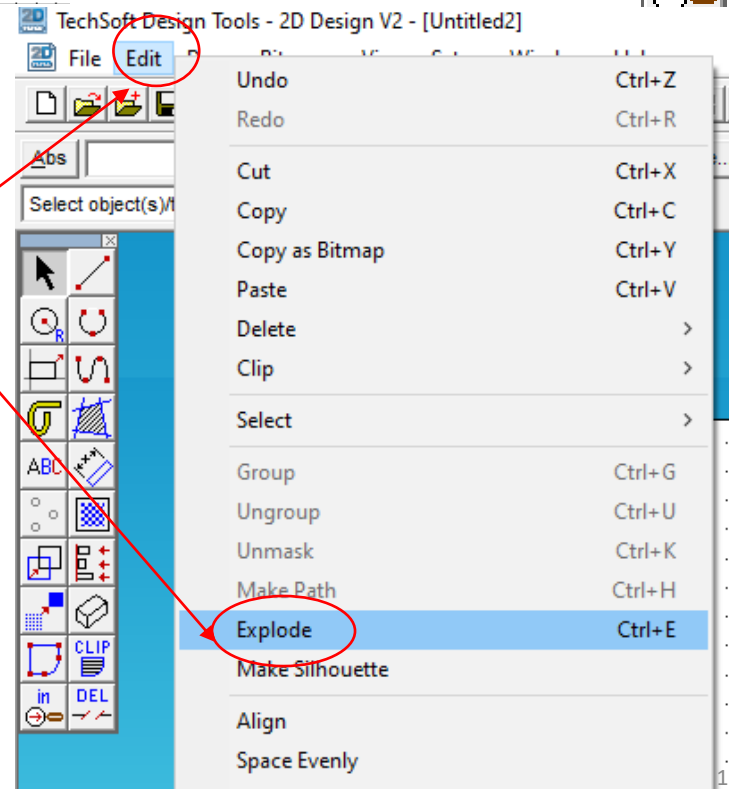 TechSoft Design Tools - 2D Design V2 - [Untitled2]
File Edit
Undo Ctrl+Z
Redo Ctrl+R
Abs
Cut Ctrl+X
Select object(s)/
Copy Ctrl+C
Copy as Bitmap Ctrl+Y
Paste Ctrl+V
Delete >
Clip >
Select >
Group Ctrl+G
ABC
Ungroup Ctrl+U
Unmask Ctrl+K
Make Path Ctrl+H
Explode Ctrl+E
CLIP
Make Silhouette
in DEL
Align
Space Evenly
1